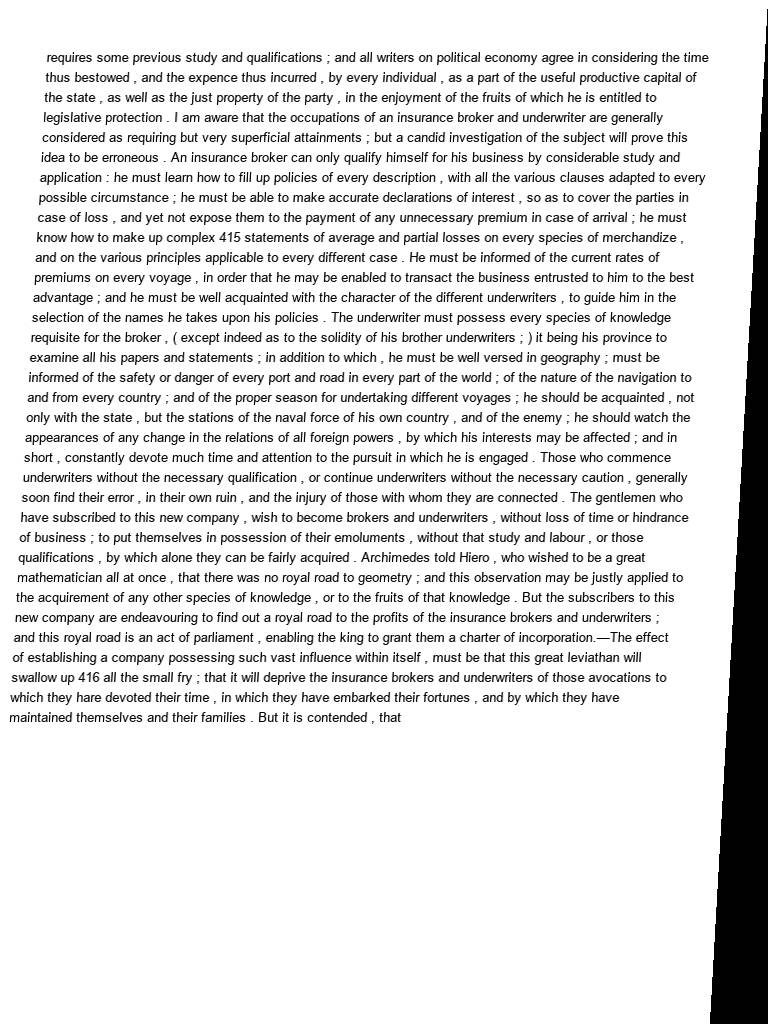 requires some previous study and qualifications ; and all writers on political economy agree in considering the time
thus bestowed , and the expence thus incurred , by every individual , as a part of the useful productive capital of
the state , as well as the just property of the party , in the enjoyment of the fruits of which he is entitled to
legislative protection . I am aware that the occupations of an insurance broker and underwriter are generally
considered as requiring but very superficial attainments ; but a candid investigation of the subject will prove this
idea to be erroneous . An insurance broker can only qualify himself for his business by considerable study and
application : he must learn how to fill up policies of every description , with all the various clauses adapted to every
possible circumstance ; he must be able to make accurate declarations of interest , so as to cover the parties in
case of loss , and yet not expose them to the payment of any unnecessary premium in case of arrival ; he must
know how to make up complex 415 statements of average and partial losses on every species of merchandize ,
and on the various principles applicable to every different case . He must be informed of the current rates of
premiums on every voyage , in order that he may be enabled to transact the business entrusted to him to the best
advantage ; and he must be well acquainted with the character of the different underwriters , to guide him in the
selection of the names he takes upon his policies . The underwriter must possess every species of knowledge
requisite for the broker , ( except indeed as to the solidity of his brother underwriters ; ) it being his province to
examine all his papers and statements ; in addition to which , he must be well versed in geography ; must be
informed of the safety or danger of every port and road in every part of the world ; of the nature of the navigation to
and from every country ; and of the proper season for undertaking different voyages ; he should be acquainted , not
only with the state , but the stations of the naval force of his own country , and of the enemy ; he should watch the
appearances of any change in the relations of all foreign powers , by which his interests may be affected ; and in
short , constantly devote much time and attention to the pursuit in which he is engaged . Those who commence
underwriters without the necessary qualification , or continue underwriters without the necessary caution , generally
soon find their error , in their own ruin , and the injury of those with whom they are connected . The gentlemen who
have subscribed to this new company , wish to become brokers and underwriters , without loss of time or hindrance
of business ; to put themselves in possession of their emoluments , without that study and labour , or those
qualifications , by which alone they can be fairly acquired . Archimedes told Hiero , who wished to be a great
mathematician all at once , that there was no royal road to geometry ; and this observation may be justly applied to
the acquirement of any other species of knowledge , or to the fruits of that knowledge . But the subscribers to this
new company are endeavouring to find out a royal road to the profits of the insurance brokers and underwriters ;
and this royal road is an act of parliament , enabling the king to grant them a charter of incorporation.—The effect
of establishing a company possessing such vast influence within itself , must be that this great leviathan will
swallow up 416 all the small fry ; that it will deprive the insurance brokers and underwriters of those avocations to
which they hare devoted their time , in which they have embarked their fortunes , and by which they have
maintained themselves and their families . But it is contended , that